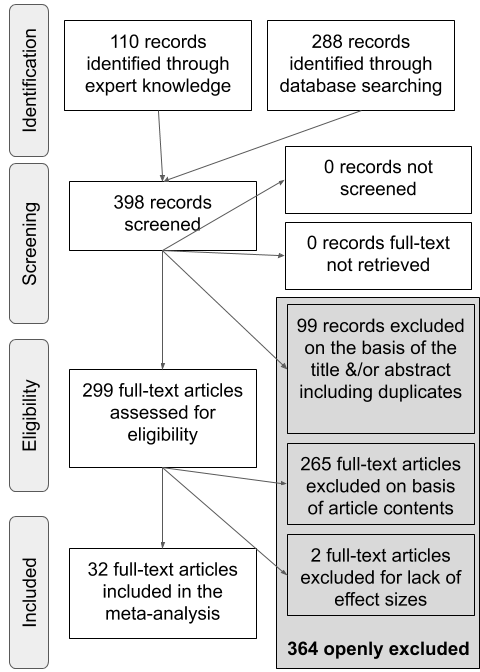 Identification
110 records
identified through
expert knowledge
288 records
identified through
database searching
Screening
398 records
screened
0 records not
screened
0 records full-text
not retrieved
99 records excluded
on the basis of the
title &/or abstract
including duplicates
Eligibility
299 full-text articles
assessed for
eligibility
265 full-text articles
excluded on basis
of article contents
Included
32 full-text articles
included in the
meta-analysis
2 full-text articles
excluded for lack of
effect sizes
364 openly excluded